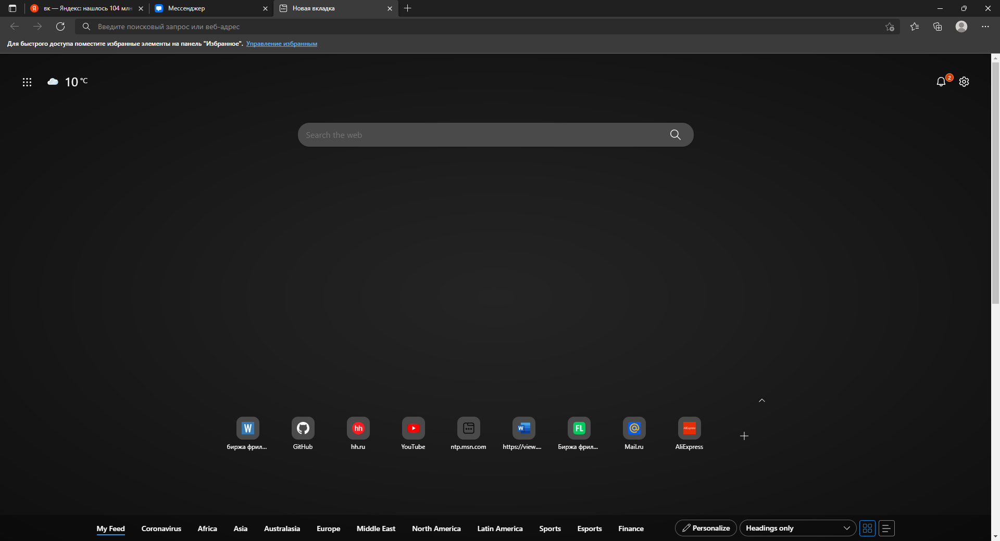 вк — Яндекс: нашлось 104 млн
Мессенджер
Новая вкладка
Введите поисковый запрос или веб-адрес
Для быстрого доступа поместите избранные элементы на панель "Избранное". Управление избранным
10 °C
2
Search the web
биржа фрил...
GitHub
hh.ru
YouTube
ntp.msn.com
https://view....
Биржа фрил...
Mail.ru
AliExpress
My Feed Coronavirus Africa Asia Australasia Europe Middle East North America Latin America Sports Esports Finance Personalize Headings only